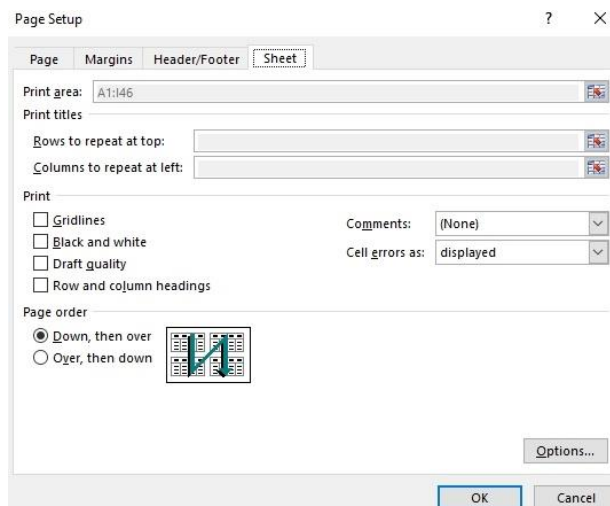 Page Setup ? ×
Page Margins Header/Footer Sheet
Print area: A1:I46
Print titles
Rows to repeat at top:
Columns to repeat at left:
Print
Gridlines
Comments: (None)
Black and white
Cell errors as: displayed
Draft quality
Row and column headings
Page order
Down, then over
Over, then down
Options...
OK Cancel